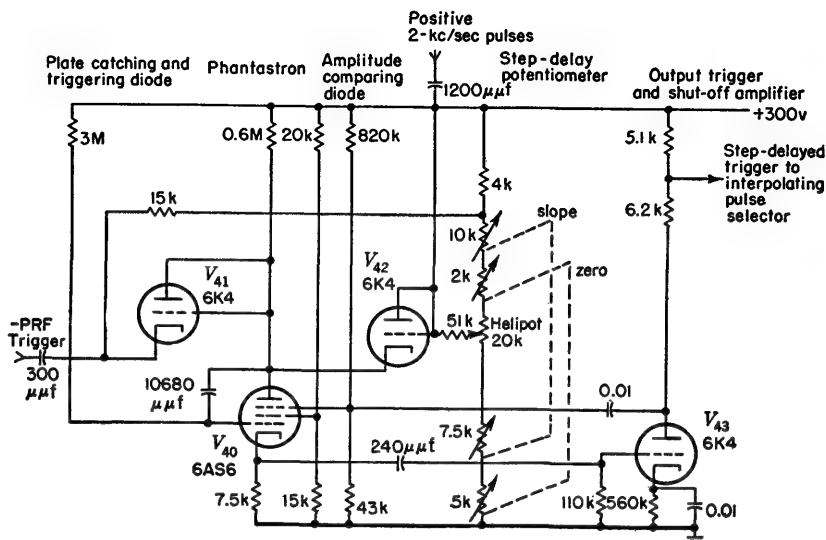 Positive
2-kc/sec pulses
Plate catching and
triggering diode
Phantastron
Amplitude
comparing
diode
Step-delay
potentiometer
Output trigger
and shut-off amplifier
1200μμf
+300v
3M
0.6M
20k
820k
5.1k
4k
Step-delayed
trigger to
interpolating
pulse
selector
15k
6.2k
slope
10k
V42
6K4
V41
6K4
2k
zero
51k
Helipot
20k
-PRF
Trigger
300
μμf
10680
μμf
0.01
V43
6K4
7.5k
V40
6AS6
240μμf
7.5k
15k
43k
.5k
110k
560k
0.01